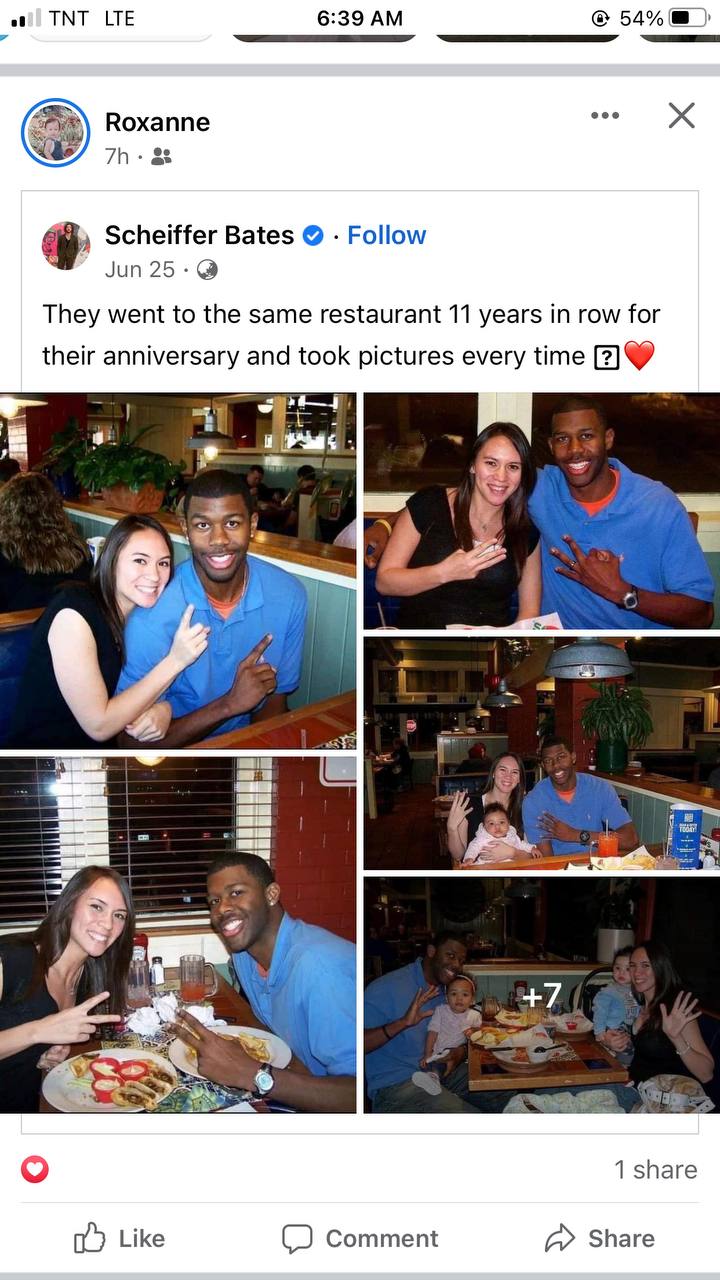 TNT LTE 6:39 AM 54%
Roxanne
7h ·
Scheiffer Bates · Follow
Jun 25 ·
They went to the same restaurant 11 years in row for
their anniversary and took pictures every time ❤️
TODAY!
+7
1 share
Like Comment Share